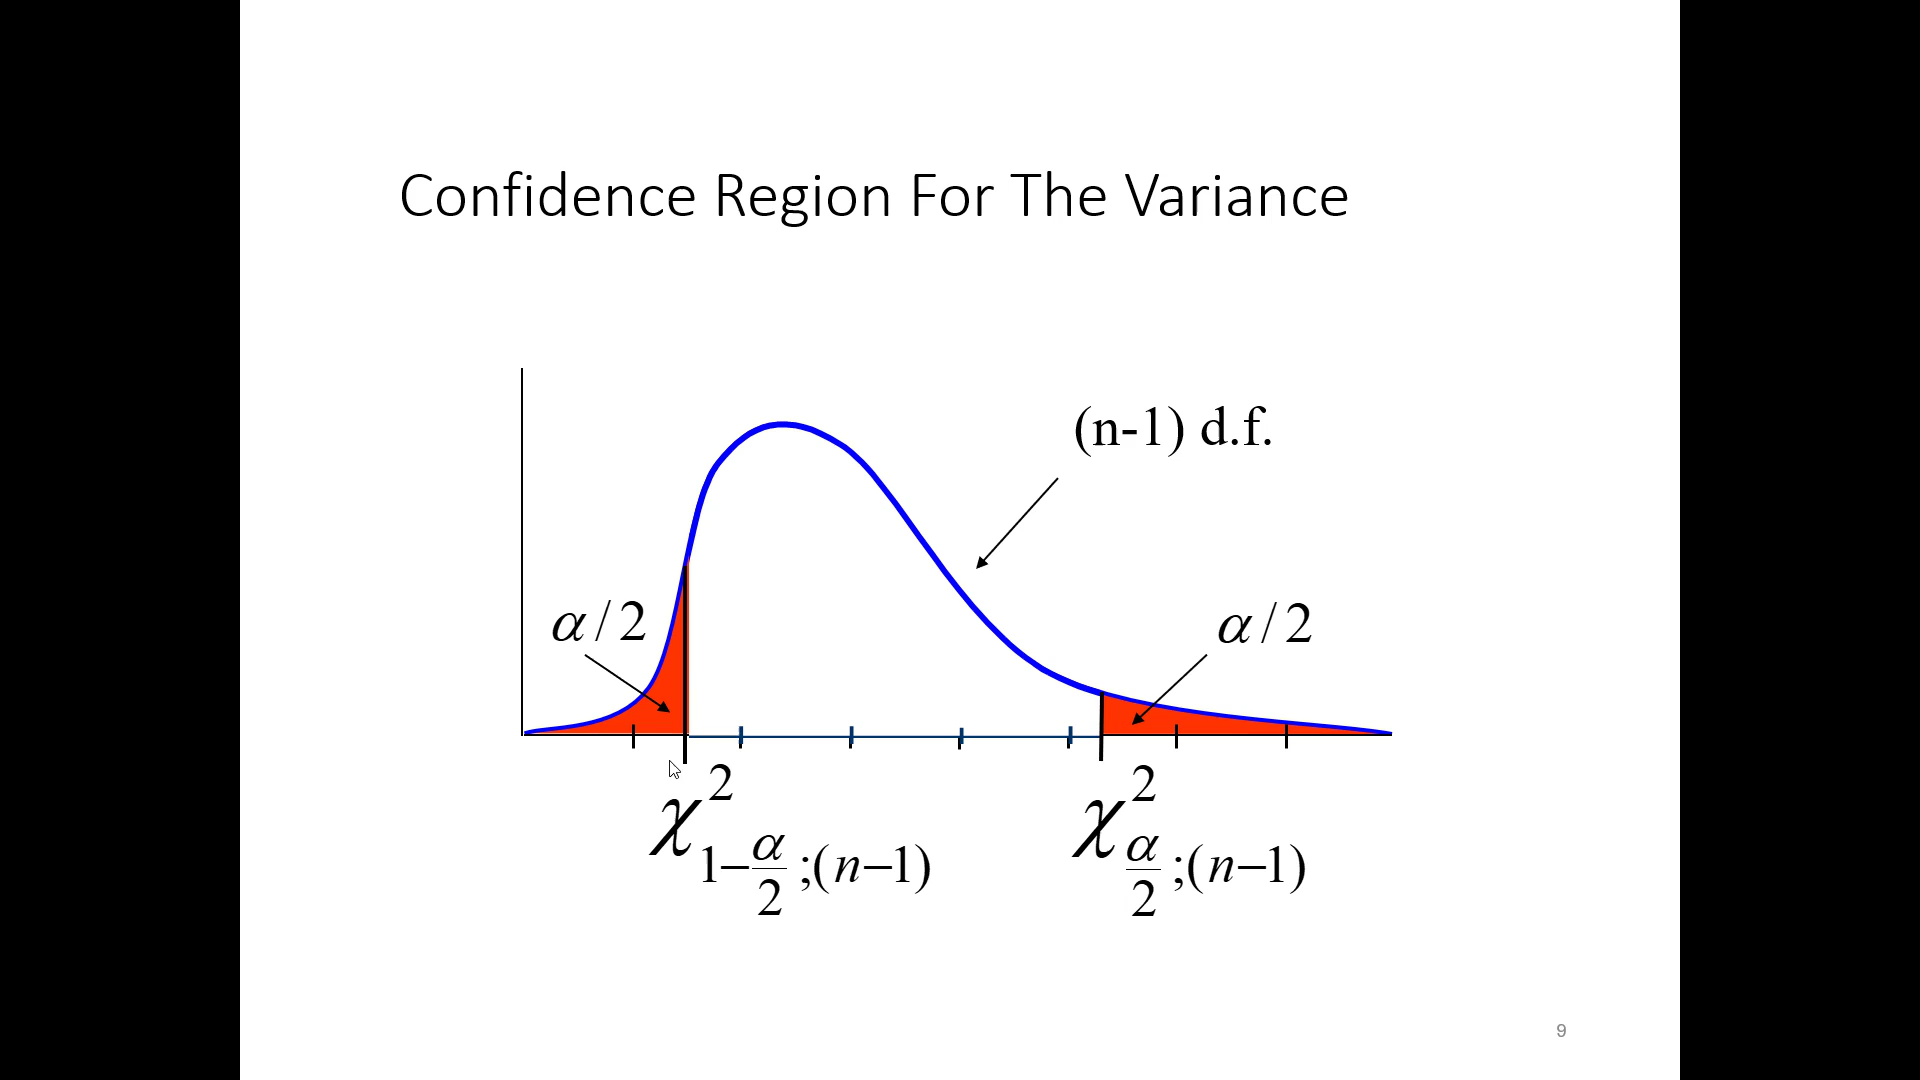 Confidence Region For The Variance
(n-1) d.f.
α/2
α/2
χ²₁₋α/2 ;(n−1)
χ²α/2 ;(n−1)
9